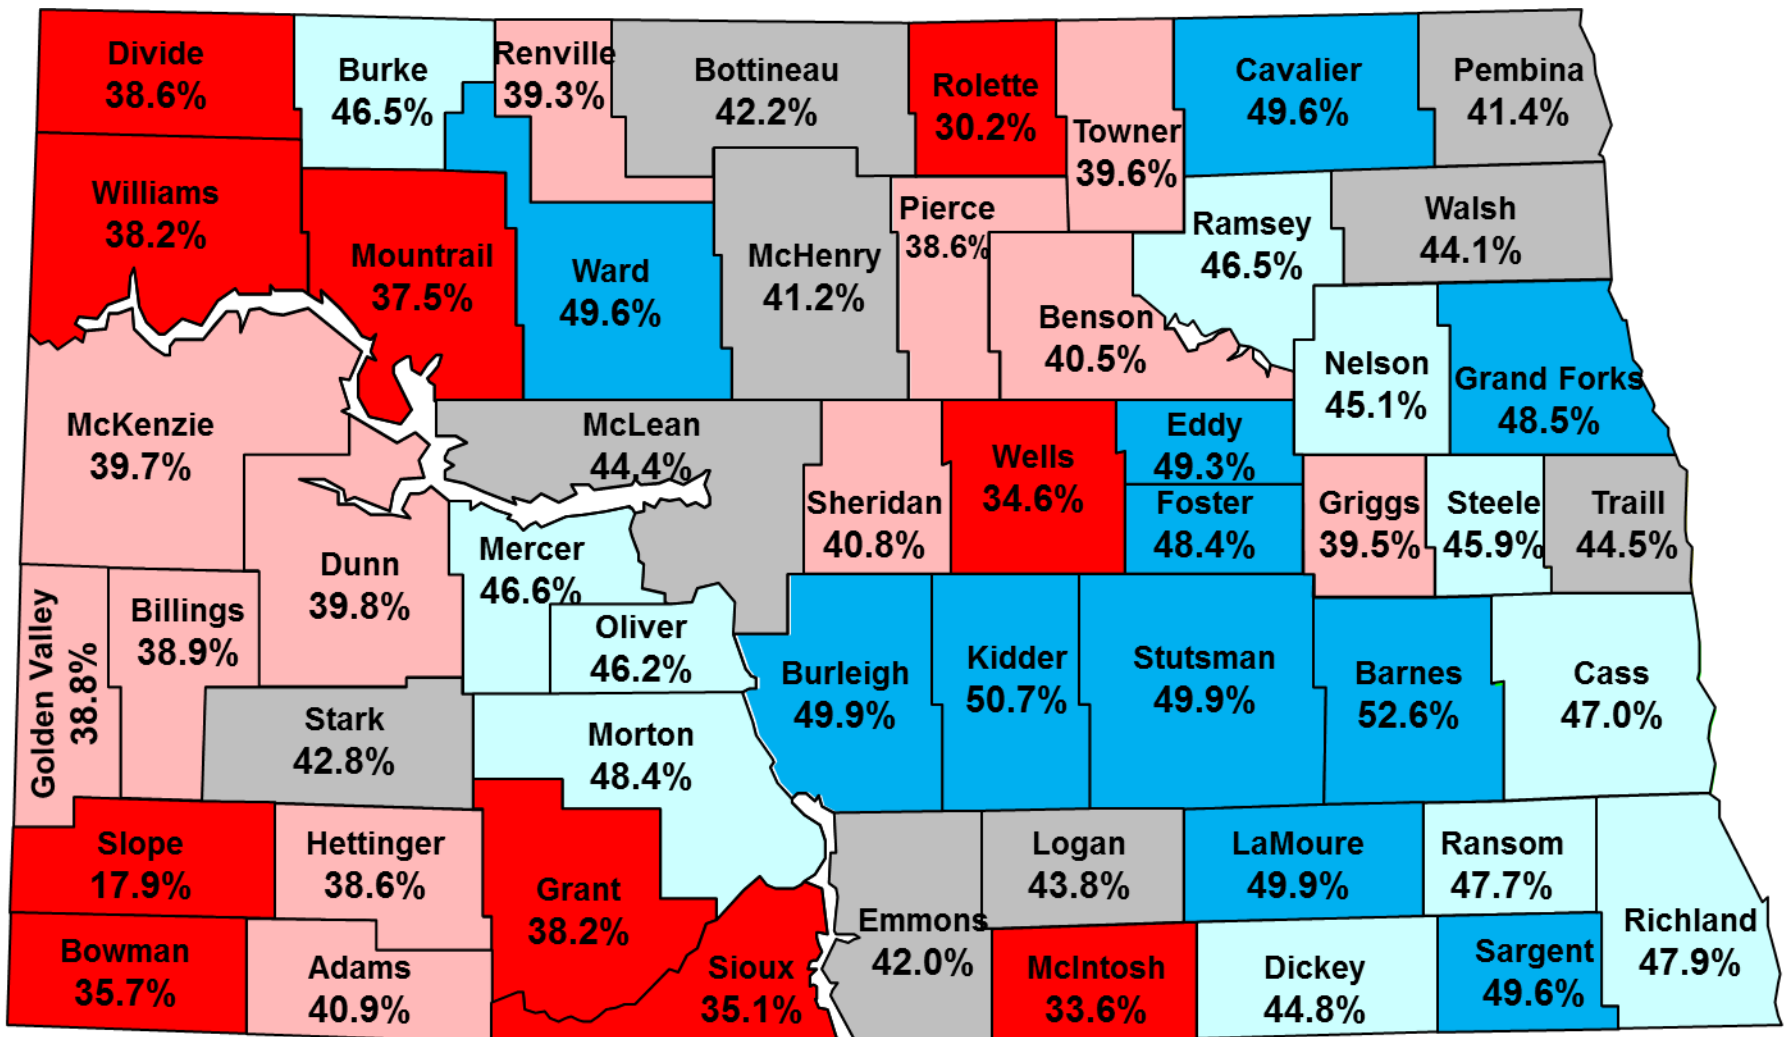 Divide
38.6%
Burke
46.5%
Renville
39.3%
Bottineau
42.2%
Rolette
30.2%
Towner
39.6%
Cavalier
49.6%
Pembina
41.4%
Williams
38.2%
Mountrail
37.5%
Ward
49.6%
McHenry
41.2%
Pierce
38.6%
Benson
40.5%
Ramsey
46.5%
Walsh
44.1%
Nelson
45.1%
Grand Forks
48.5%
McKenzie
39.7%
McLean
44.4%
Sheridan
40.8%
Wells
34.6%
Eddy
49.3%
Foster
48.4%
Griggs
39.5%
Steele
45.9%
Traill
44.5%
Golden Valley
38.8%
Billings
38.9%
Dunn
39.8%
Mercer
46.6%
Oliver
46.2%
Burleigh
49.9%
Kidder
50.7%
Stutsman
49.9%
Barnes
52.6%
Cass
47.0%
Stark
42.8%
Morton
48.4%
Slope
17.9%
Hettinger
38.6%
Grant
38.2%
Emmons
42.0%
Logan
43.8%
LaMoure
49.9%
Ransom
47.7%
Richland
47.9%
Bowman
35.7%
Adams
40.9%
Sioux
35.1%
McIntosh
33.6%
Dickey
44.8%
Sargent
49.6%